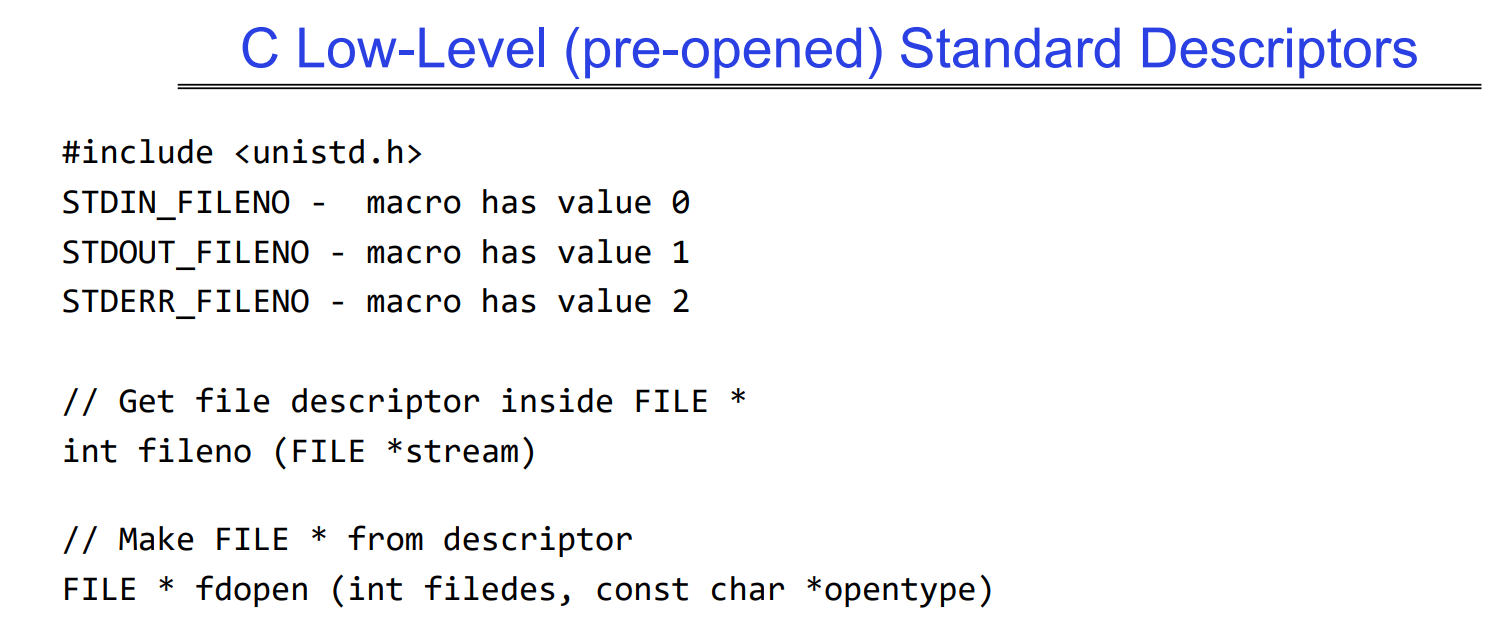 C Low-Level (pre-opened) Standard Descriptors
#include <unistd.h>
STDIN_FILENO -  macro has value 0
STDOUT_FILENO - macro has value 1
STDERR_FILENO - macro has value 2
// Get file descriptor inside FILE *
int fileno (FILE *stream)
// Make FILE * from descriptor
FILE * fdopen (int filedes, const char *opentype)